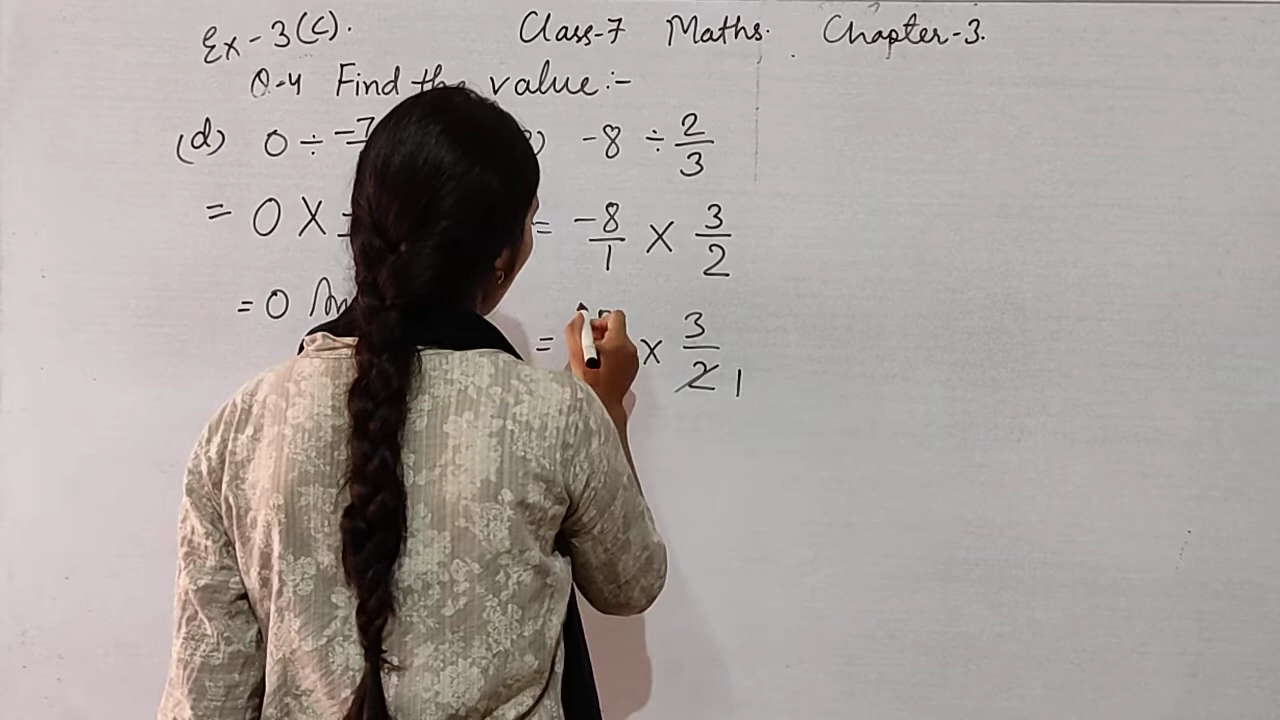 Ex-3(c). Class-7 Maths. Chapter-3.
Q-4 Find the value:-
(d) 0 ÷ -7 ) -8 ÷ 2/3
= 0 X = -8/1 X 3/2
= 0 = x 3/2 1